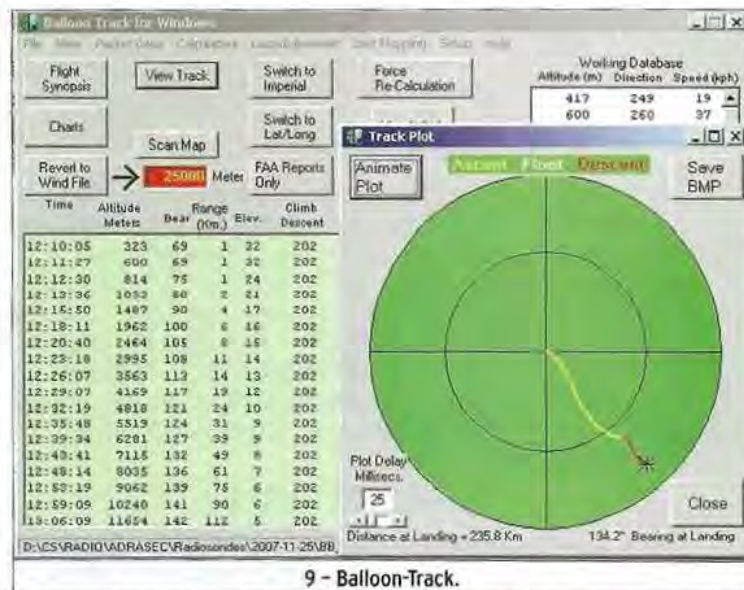 Balloon Track for Windows
File View Packet Data Calculators Setup Help
Flight Synopsis
View Track
Switch to Imperial
Force Re-Calculation
Working Database
Altitude (m) Direction Speed (kph)
417 249 19
600 260 37
Charts
Scan Map
Switch to Lat/Long
Revert to Wind File
25000 Meter
FAA Reports Only
Time Altitude Meters Bear Range (Km.) Elev. Climb Descent
12:10:05 323 69 1 32 202
12:11:27 600 69 1 32 202
12:12:30 814 75 1 24 202
12:13:36 1032 80 2 21 202
12:15:50 1487 90 4 17 202
12:18:11 1962 100 6 16 202
12:20:40 2464 105 8 15 202
12:23:18 2995 108 11 14 202
12:26:07 3563 113 14 13 202
12:29:07 4169 117 19 12 202
12:32:19 4818 121 24 10 202
12:35:48 5519 124 31 9 202
12:39:34 6281 127 39 9 202
12:43:41 7115 132 49 8 202
12:48:14 8035 136 61 7 202
12:53:19 9062 139 75 6 202
12:59:09 10240 141 90 6 202
13:06:09 11654 142 112 5 202
D:\CS\RADIO\ADRASEC\Radiosondes\2007-11-25\BB
Track Plot
Animate Plot
Ascent Float Descent
Save BMP
Plot Delay Millisecs.
25
Close
Distance at Landing = 235.8 Km
134.2° Bearing at Landing
9 - Balloon-Track.